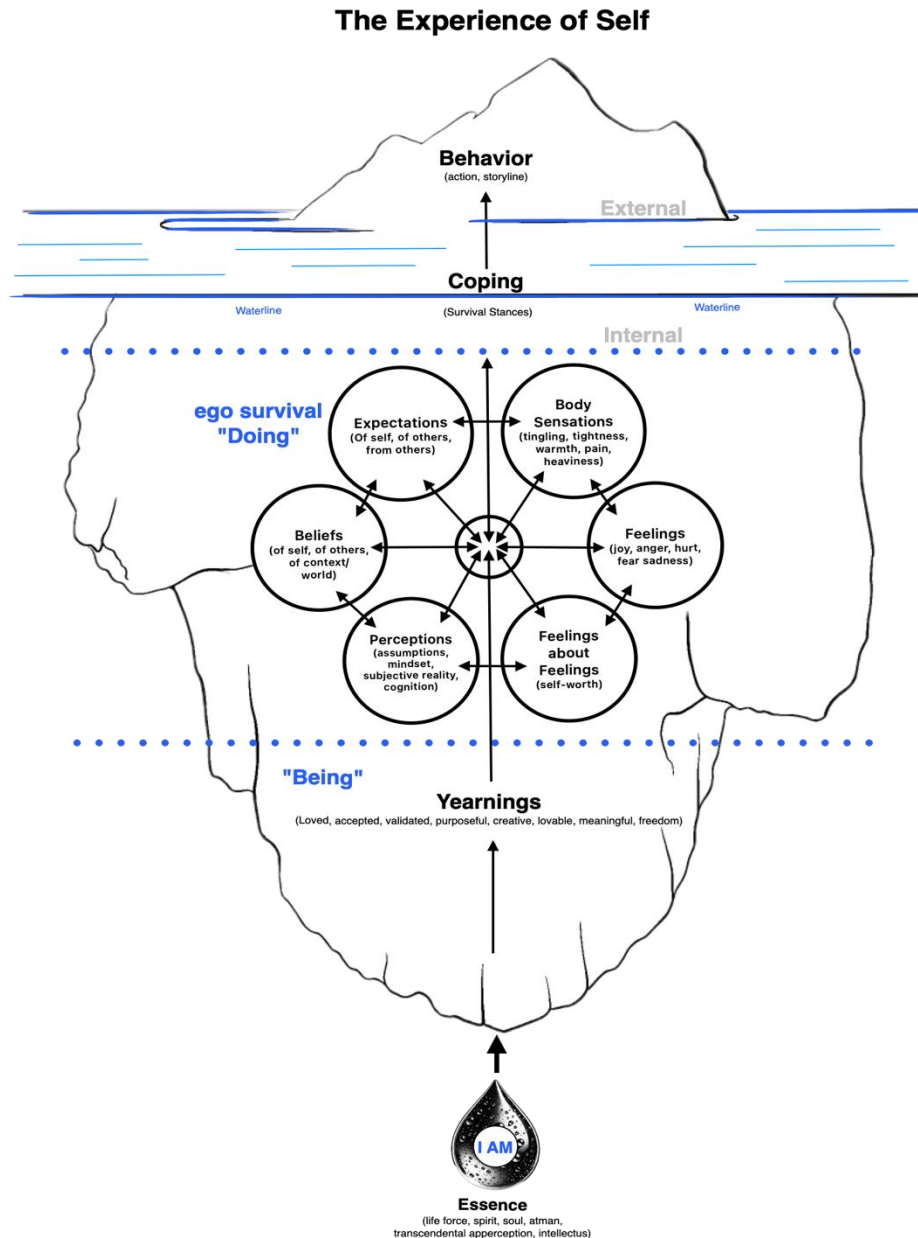 The Experience of Self
Behavior
(action, storyline)
External
Coping
Waterline
(Survival Stances)
Waterline
Internal
ego survival
"Doing"
Expectations
(Of self, of others,
from others)
Body
Sensations
(tingling, tightness,
warmth, pain,
heaviness)
Beliefs
(of self, of others,
of context/
world)
Feelings
(joy, anger, hurt,
fear sadness)
Perceptions
(assumptions,
mindset,
subjective reality,
cognition)
Feelings
about
Feelings
(self-worth)
"Being"
Yearnings
(Loved, accepted, validated, purposeful, creative, lovable, meaningful, freedom)
I AM
Essence
(life force, spirit, soul, atman,
transcendental apperception, intellectus)